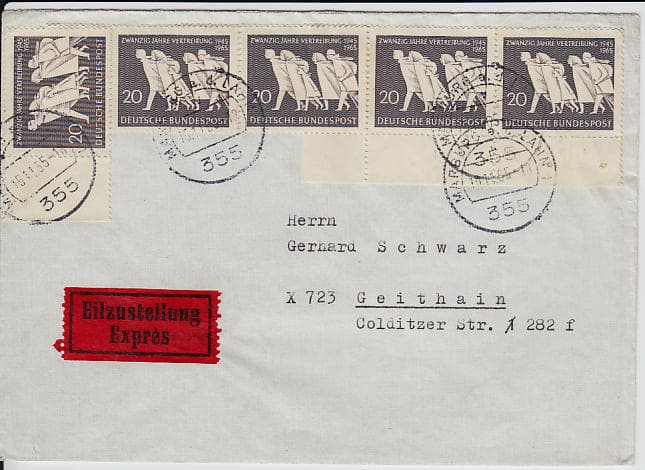 ZWANZIG JAHRE VERTREIBUNG 1945
1965
20
DEUTSCHE BUNDESPOST
ZWANZIG JAHRE VERTREIBUNG 1945
1965
20
DEUTSCHE BUNDESPOST
ZWANZIG JAHRE VERTREIBUNG 1945
1965
20
DEUTSCHE BUNDESPOST
ZWANZIG JAHRE VERTREIBUNG 1945
1965
20
DEUTSCHE BUNDESPOST
ZWANZIG JAHRE VERTREIBUNG 1945
1965
20
DEUTSCHE BUNDESPOST
355
355
355
MARBURG
355
Herrn
Gerhard Schwarz
X 723 Geithain
Colditzer Str. 282 f
Eilzustellung
Exprès